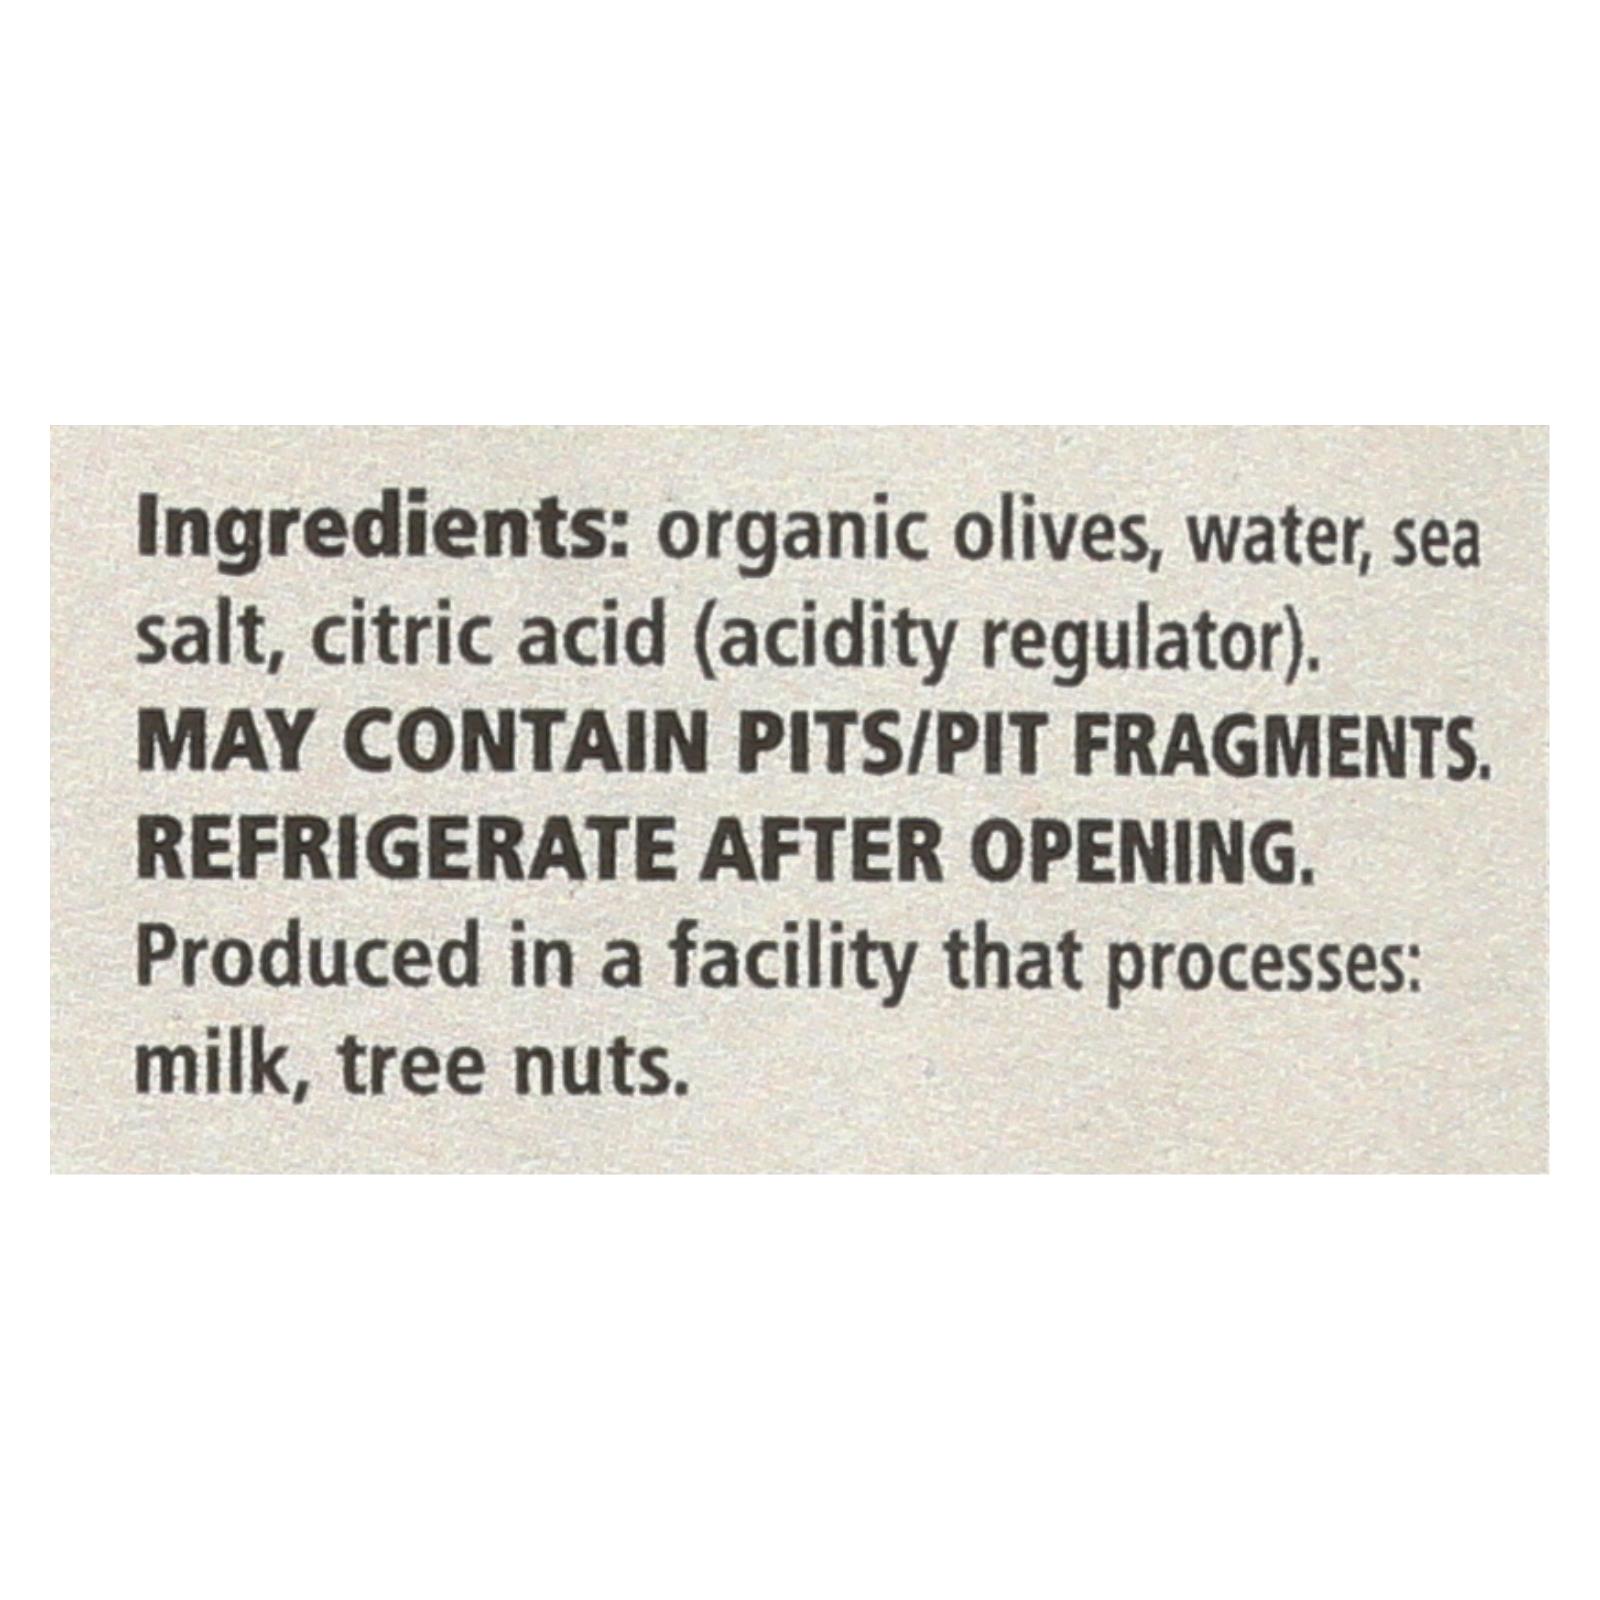 Ingredients: organic olives, water, sea
salt, citric acid (acidity regulator).
MAY CONTAIN PITS/PIT FRAGMENTS.
REFRIGERATE AFTER OPENING.
Produced in a facility that processes:
milk, tree nuts.